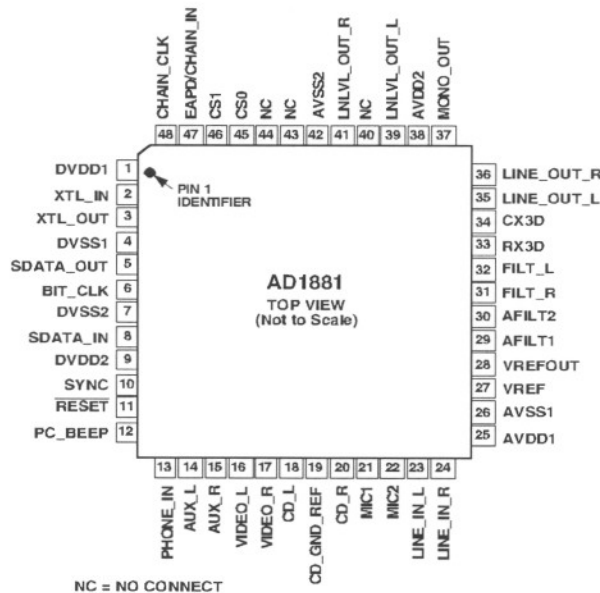 CHAIN_CLK
EAPD/CHAIN_IN
CS1
CS0
NC
NC
AVSS2
LNLVL_OUT_R
NC
LNLVL_OUT_L
AVDD2
MONO_OUT
48 47 46 45 44 43 42 41 40 39 38 37
DVDD1 1
XTL_IN 2
XTL_OUT 3
DVSS1 4
SDATA_OUT 5
BIT_CLK 6
DVSS2 7
SDATA_IN 8
DVDD2 9
SYNC 10
RESET 11
PC_BEEP 12
PIN 1
IDENTIFIER
AD1881
TOP VIEW
(Not to Scale)
36 LINE_OUT_R
35 LINE_OUT_L
34 CX3D
33 RX3D
32 FILT_L
31 FILT_R
30 AFILT2
29 AFILT1
28 VREFOUT
27 VREF
26 AVSS1
25 AVDD1
13 14 15 16 17 18 19 20 21 22 23 24
PHONE_IN
AUX_L
AUX_R
VIDEO_L
VIDEO_R
CD_L
CD_GND_REF
CD_R
MIC1
MIC2
LINE_IN_L
LINE_IN_R
NC = NO CONNECT